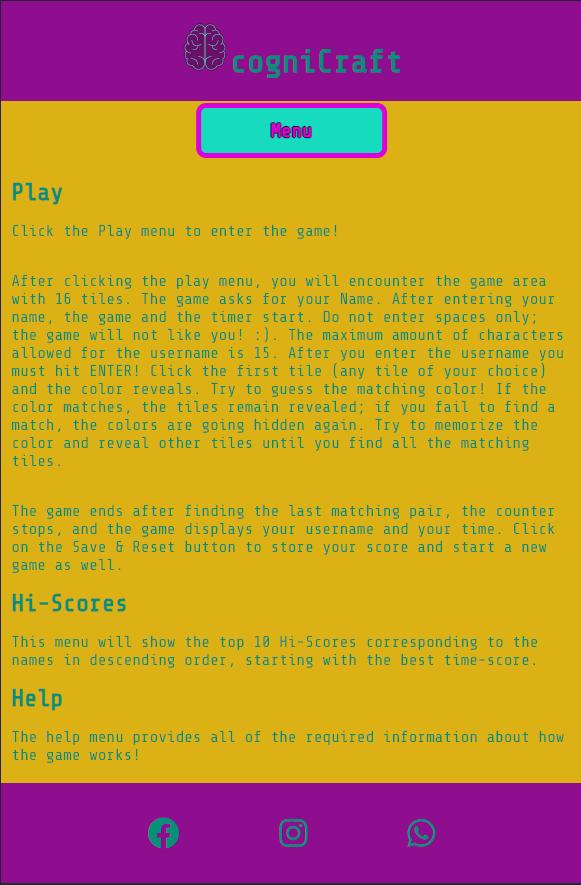 cogniCraft
Menu
Play
Click the Play menu to enter the game!
After clicking the play menu, you will encounter the game area
with 16 tiles. The game asks for your Name. After entering your
name, the game and the timer start. Do not enter spaces only;
the game will not like you! :). The maximum amount of characters
allowed for the username is 15. After you enter the username you
must hit ENTER! Click the first tile (any tile of your choice)
and the color reveals. Try to guess the matching color! If the
color matches, the tiles remain revealed; if you fail to find a
match, the colors are going hidden again. Try to memorize the
color and reveal other tiles until you find all the matching
tiles.
The game ends after finding the last matching pair, the counter
stops, and the game displays your username and your time. Click
on the Save & Reset button to store your score and start a new
game as well.
Hi-Scores
This menu will show the top 10 Hi-Scores corresponding to the
names in descending order, starting with the best time-score.
Help
The help menu provides all of the required information about how
the game works!